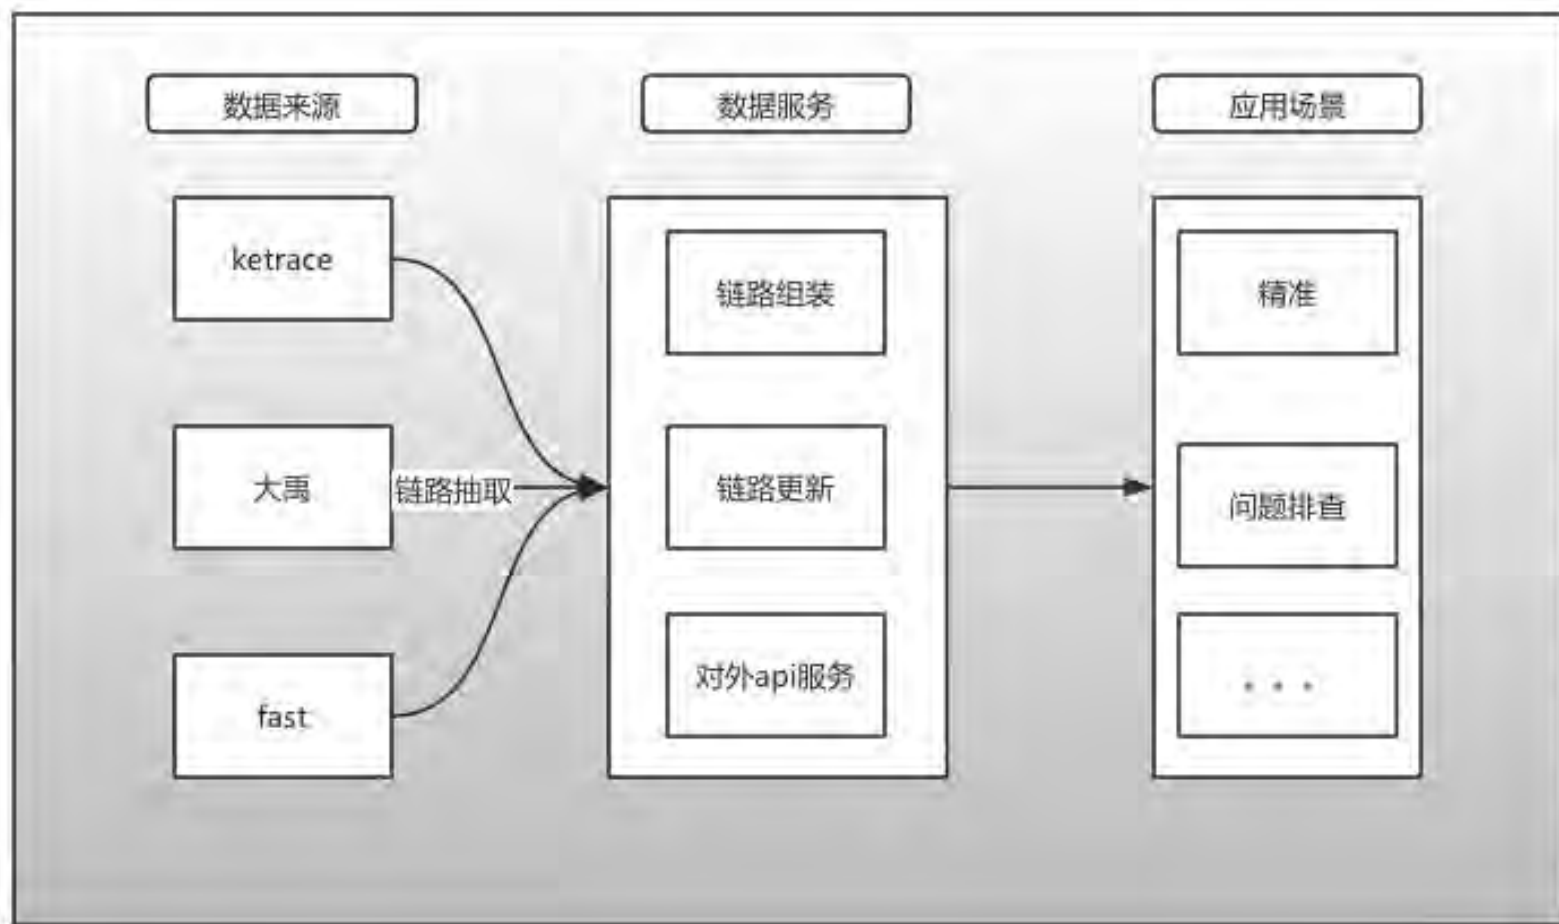 数据来源
数据服务
应用场景
ketrace
链路组装
精准
大禹
链路抽取
链路更新
问题排查
fast
对外api服务
...